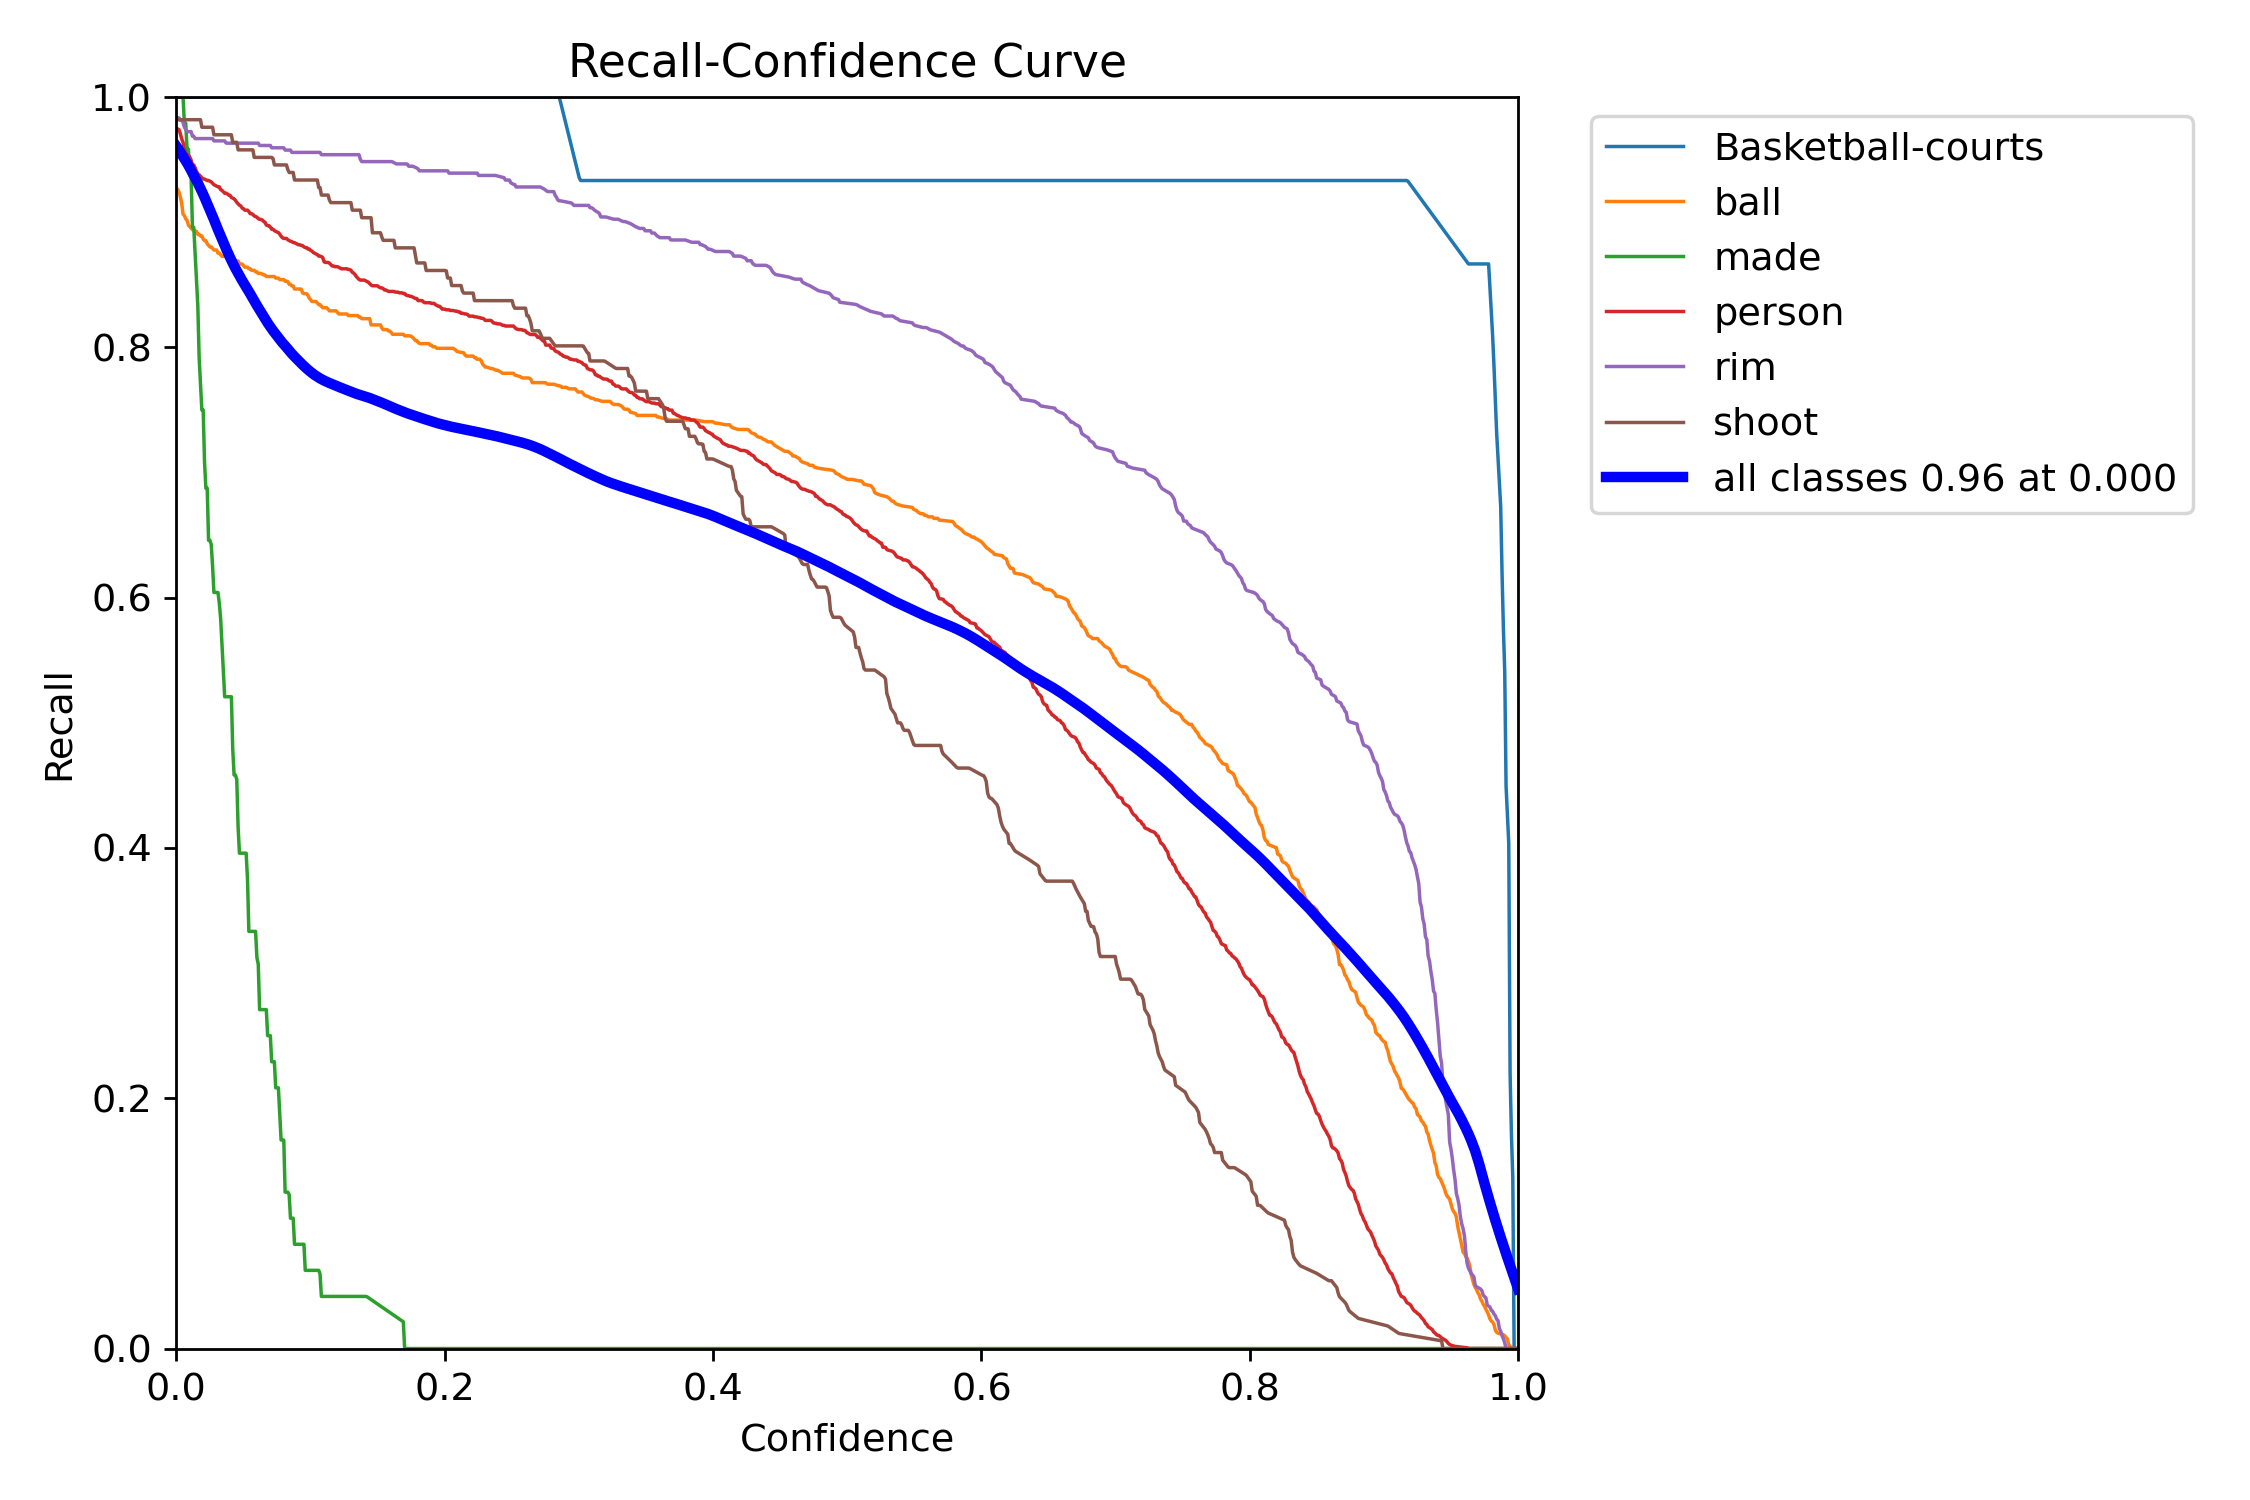 Recall-Confidence Curve
1.0
0.8
0.6
0.4
0.2
0.0
Recall
0.0 0.2 0.4 0.6 0.8 1.0
Confidence
Basketball-courts
ball
made
person
rim
shoot
all classes 0.96 at 0.000